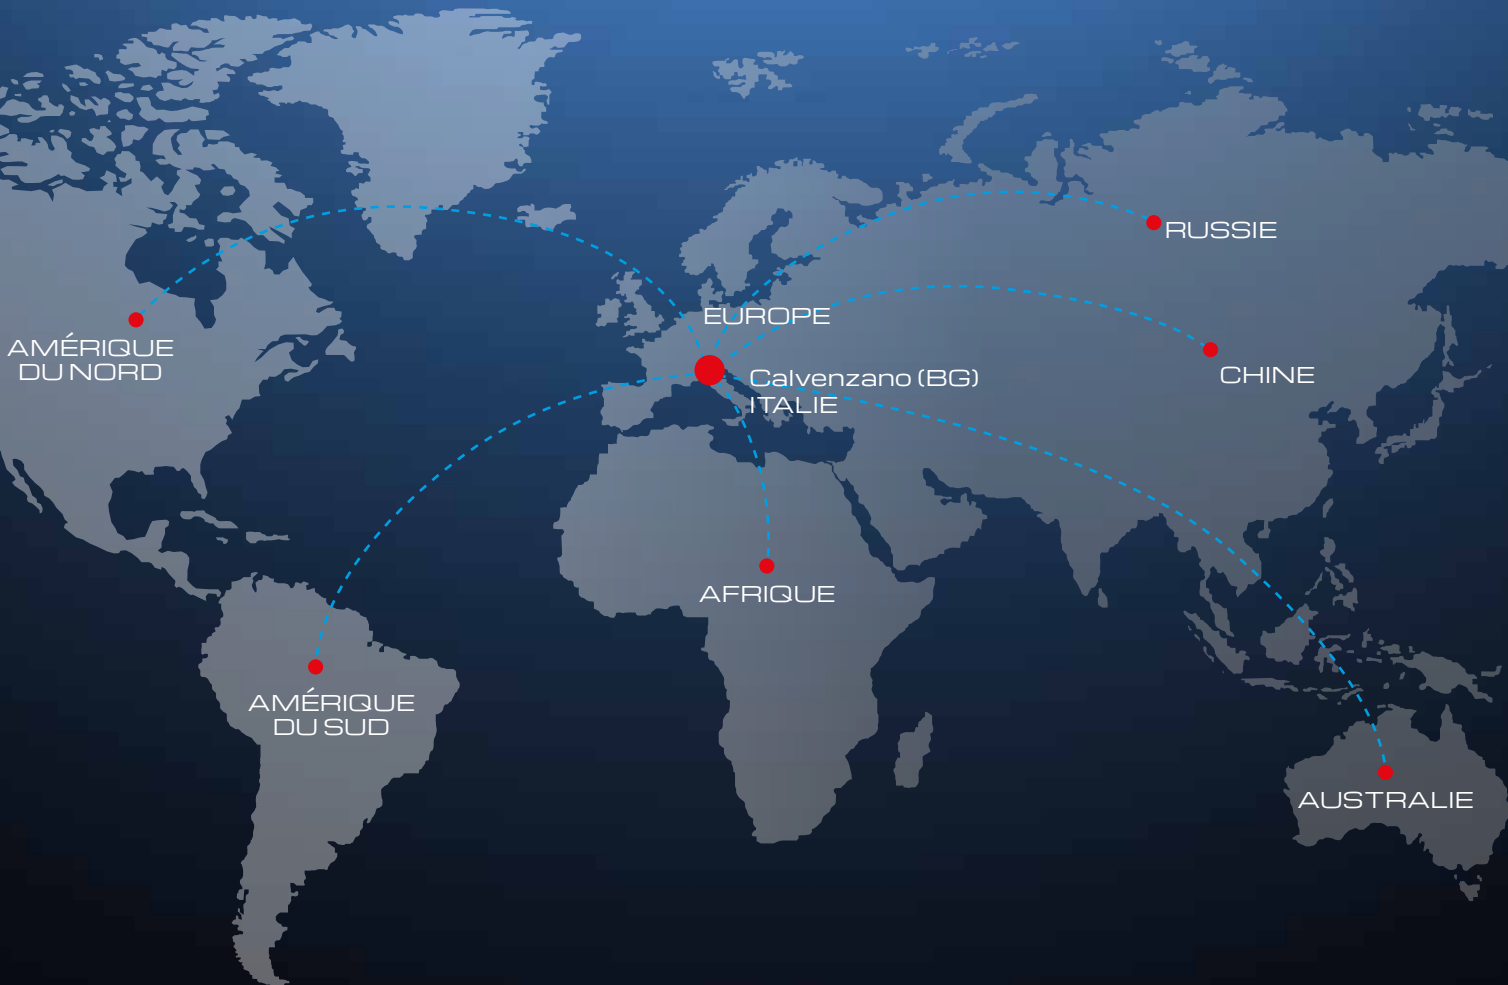 RUSSIE
EUROPE
AMÉRIQUE
DU NORD
Calvenzano (BG)
ITALIE
CHINE
AFRIQUE
AMÉRIQUE
DU SUD
AUSTRALIE